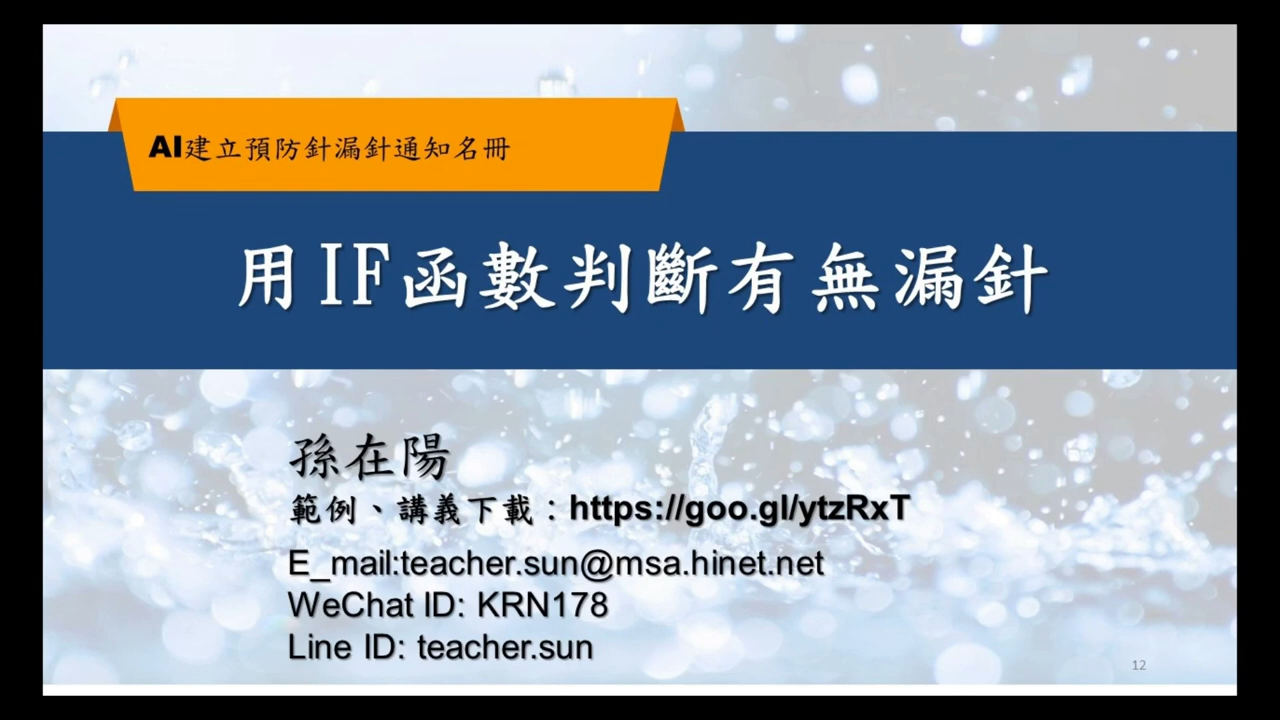 AI建立預防針漏針通知名冊
用IF函數判斷有無漏針
孫在陽
範例、講義下載：https://goo.gl/ytzRxT
E_mail:teacher.sun@msa.hinet.net
WeChat ID: KRN178
Line ID: teacher.sun
12